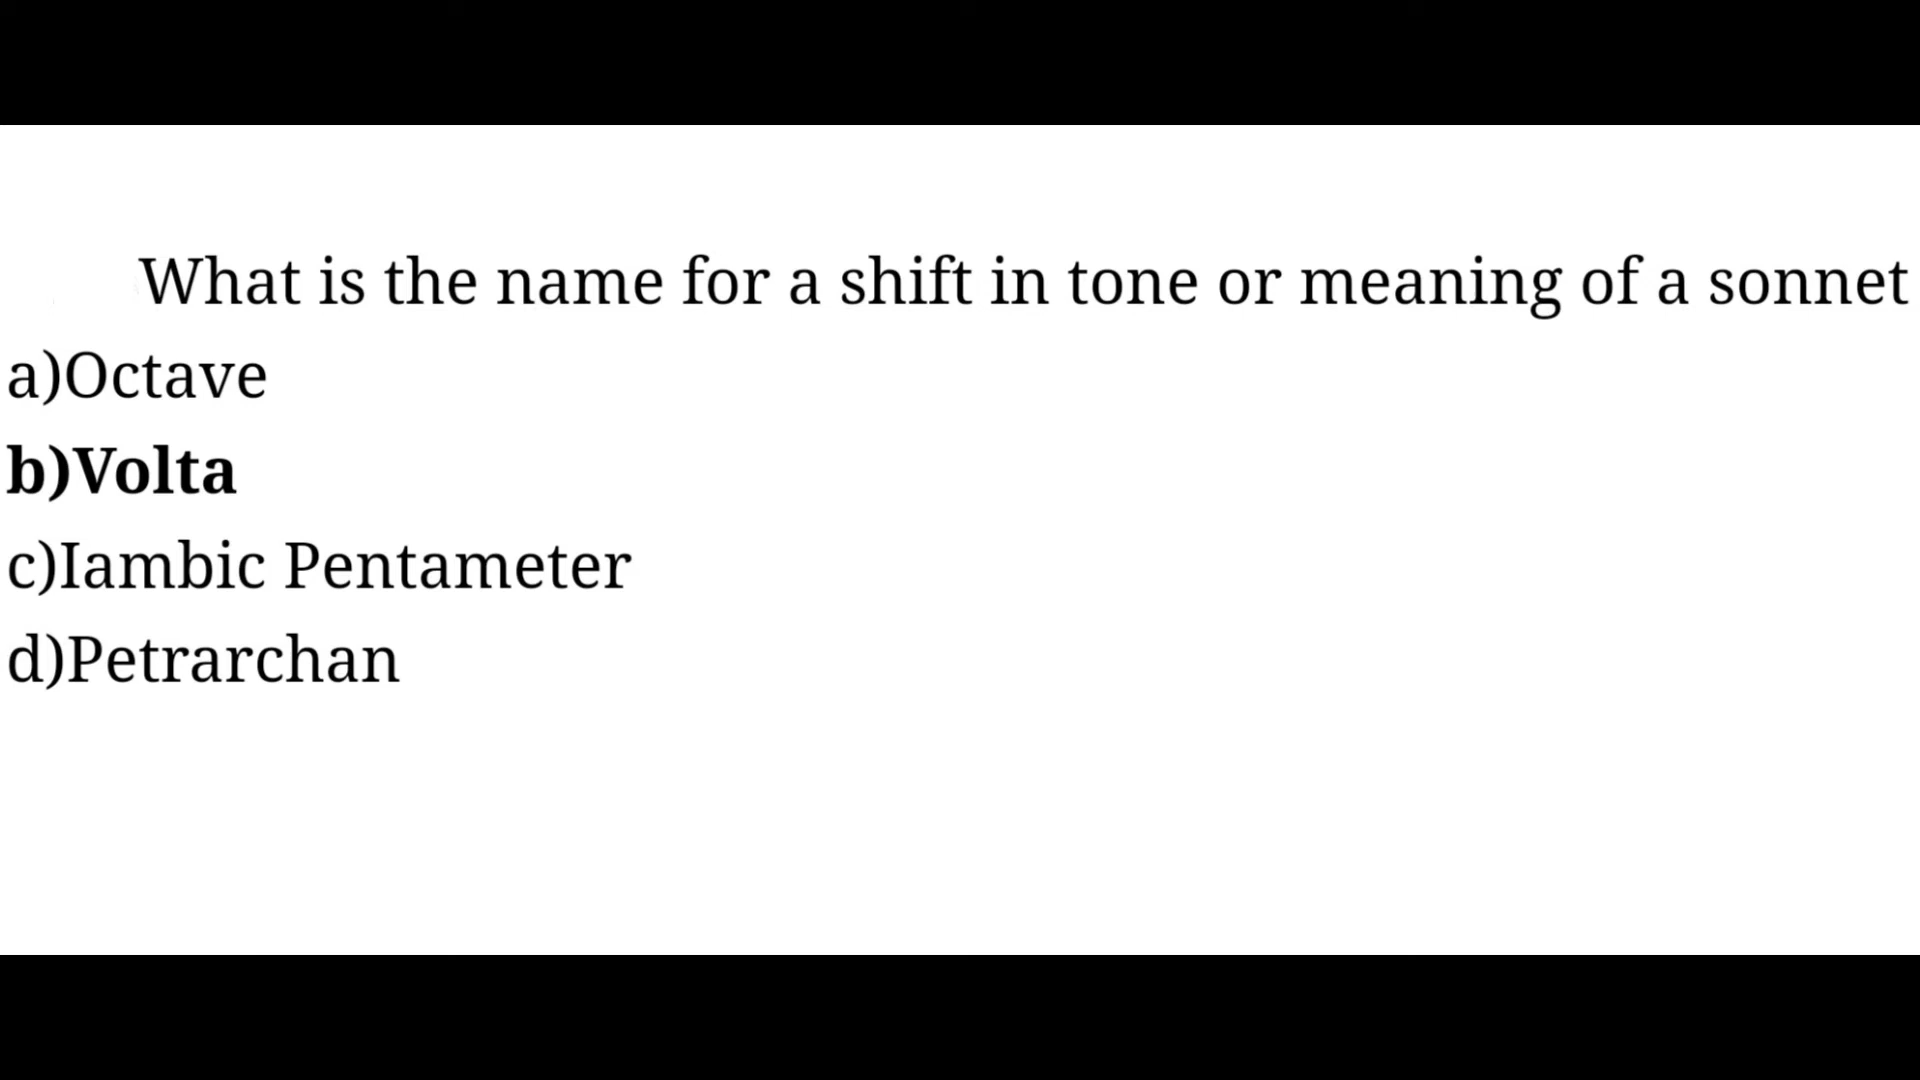 What is the name for a shift in tone or meaning of a sonnet
a)Octave
b)Volta
c)Iambic Pentameter
d)Petrarchan